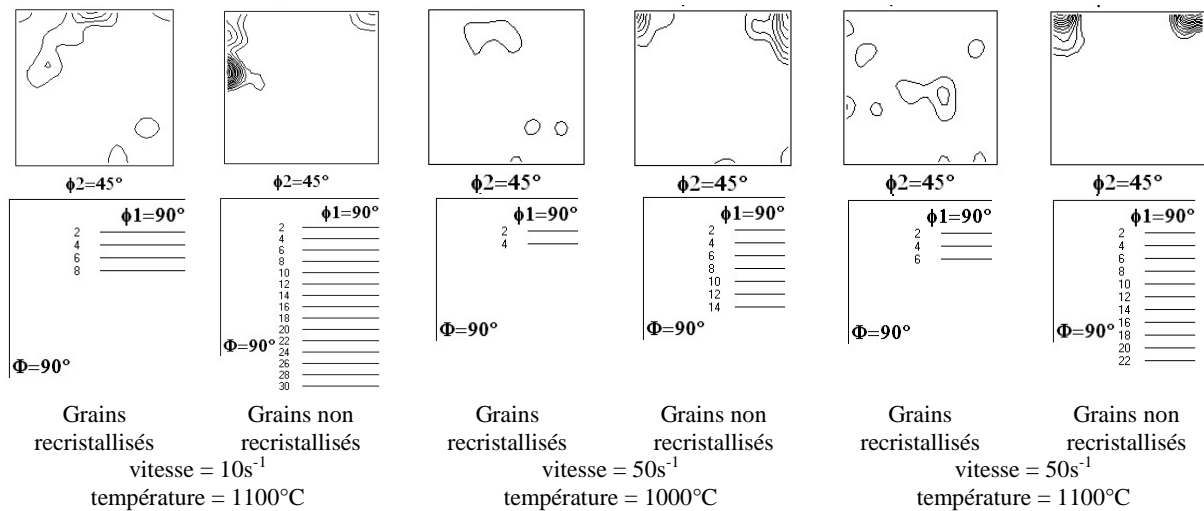 ϕ2=45°
ϕ2=45°
ϕ2=45°
ϕ2=45°
ϕ2=45°
ϕ2=45°
ϕ1=90°
2
4
6
8
Φ=90°
ϕ1=90°
2
4
6
8
10
12
14
16
18
20
22
24
26
28
30
Φ=90°
ϕ1=90°
2
4
Φ=90°
ϕ1=90°
2
4
6
8
10
12
14
Φ=90°
ϕ1=90°
2
4
6
Φ=90°
ϕ1=90°
2
4
6
8
10
12
14
16
18
20
22
Φ=90°
Grains
recristallisés
Grains non
recristallisés
vitesse = 10s⁻¹
température = 1100°C
Grains
recristallisés
Grains non
recristallisés
vitesse = 50s⁻¹
température = 1000°C
Grains
recristallisés
Grains non
recristallisés
vitesse = 50s⁻¹
température = 1100°C